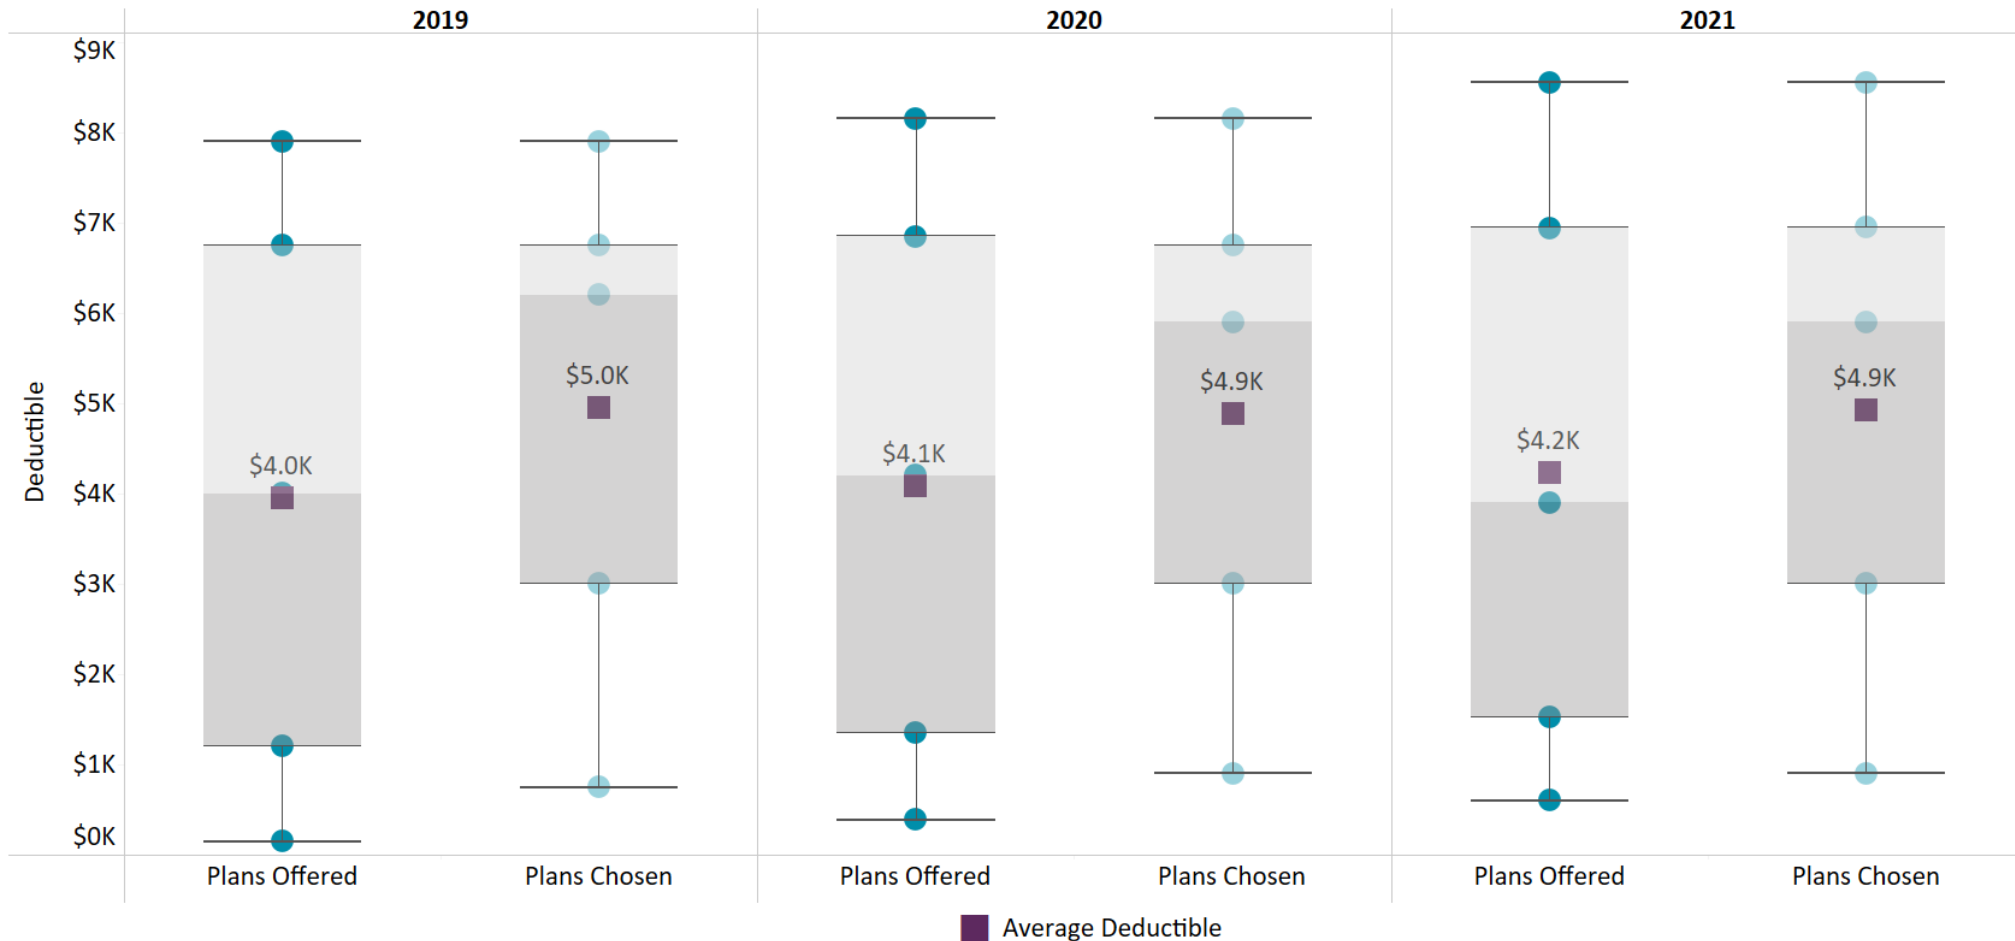 2019 2020 2021
$9K
$8K
$7K
$6K
$5.0K
$4.9K
$4.9K
$5K
Deductible
$4.2K
$4.1K
$4.0K
$4K
$3K
$2K
$1K
$0K
Plans Offered Plans Chosen Plans Offered Plans Chosen Plans Offered Plans Chosen
Average Deductible